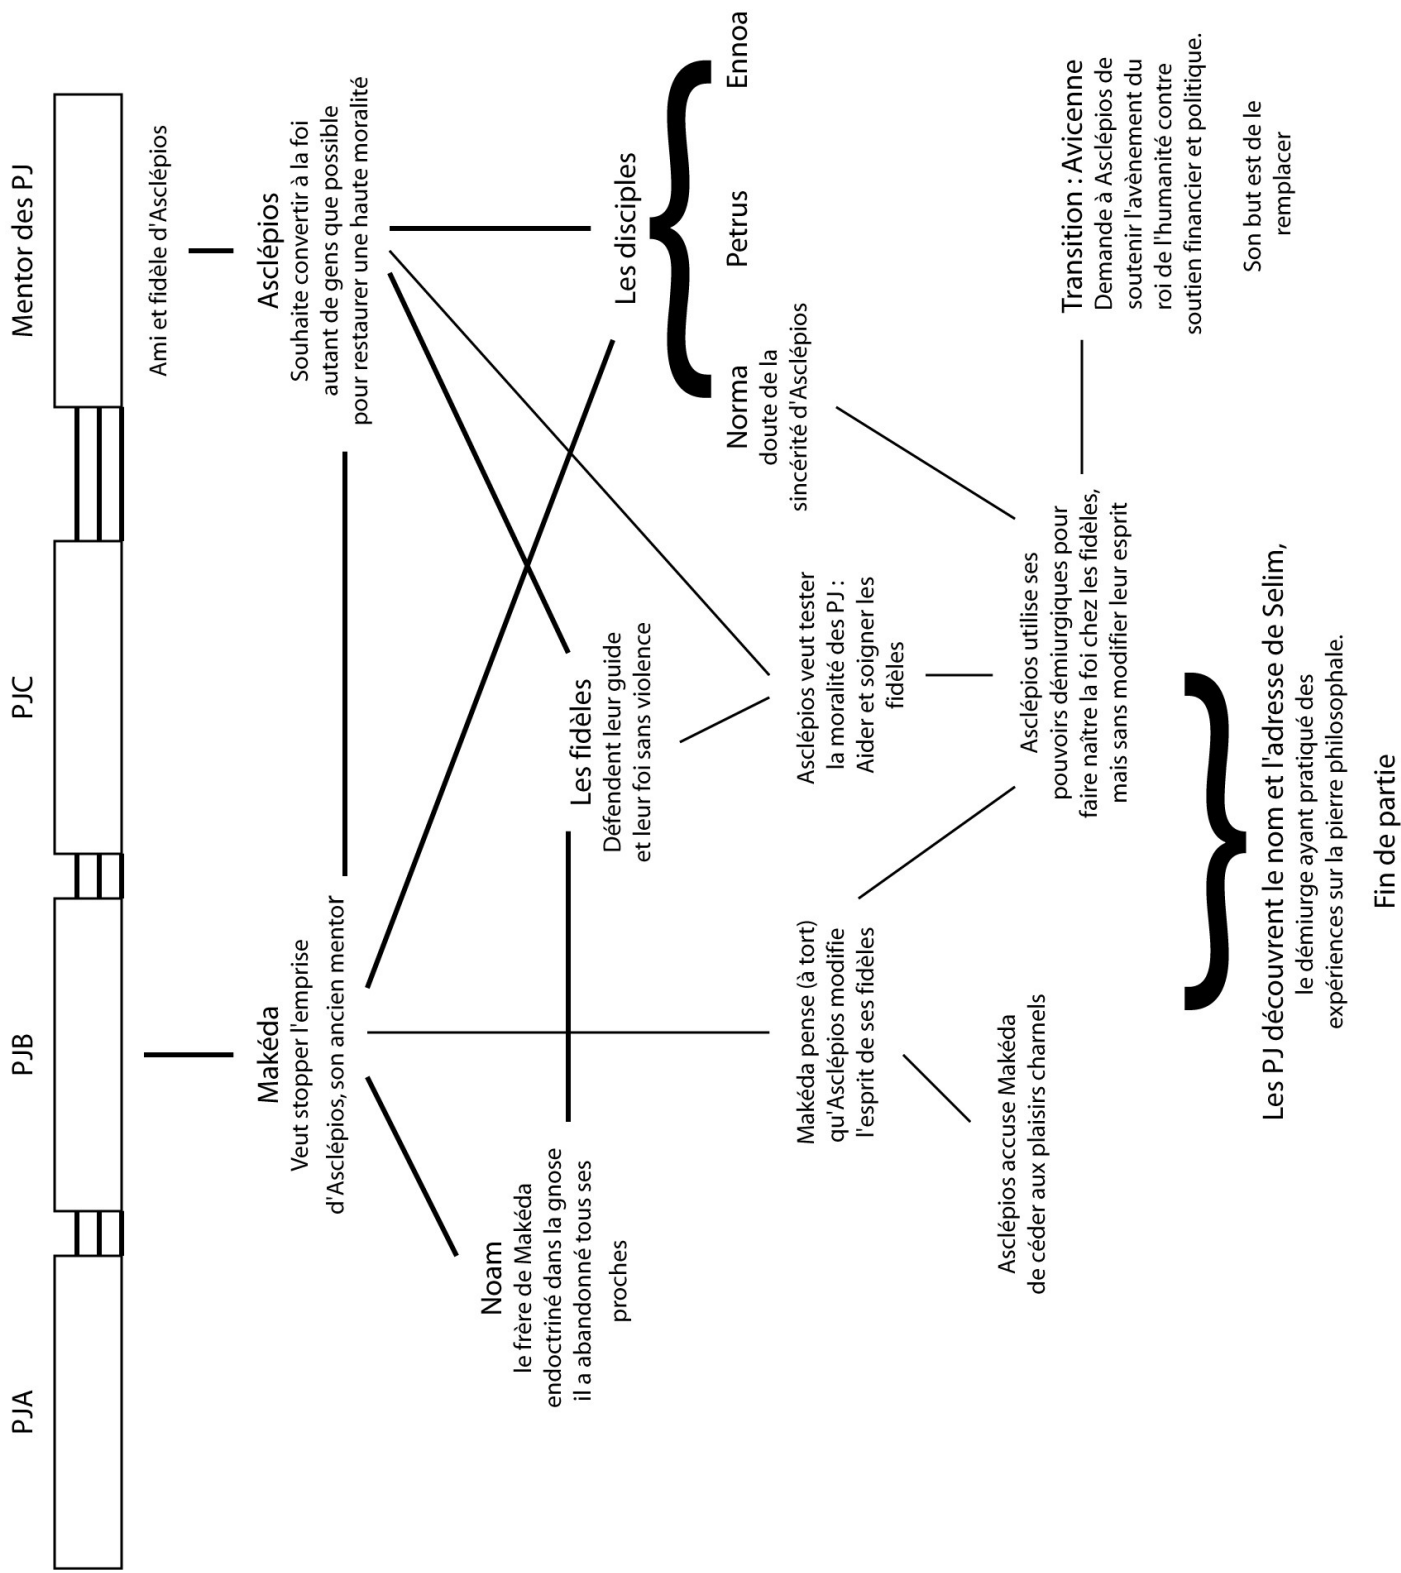 PJA
PJB
PJC
Mentor des PJ
Ami et fidèle d'Asclépios
Makéda
Veut stopper l'emprise
d'Asclépios, son ancien mentor
Asclépios
Souhaite convertir à la foi
autant de gens que possible
pour restaurer une haute moralité
Noam
le frère de Makéda
endoctriné dans la gnose
il a abandonné tous ses
proches
Les fidèles
Défendent leur guide
et leur foi sans violence
Les disciples
Norma
doute de la
sincérité d'Asclépios
Petrus
Ennoa
Makéda pense (à tort)
qu'Asclépios modifie
l'esprit de ses fidèles
Asclépios veut tester
la moralité des PJ :
Aider et soigner les
fidèles
Asclépios accuse Makéda
de céder aux plaisirs charnels
Asclépios utilise ses
pouvoirs démiurgiques pour
faire naître la foi chez les fidèles,
mais sans modifier leur esprit
Transition : Avicenne
Demande à Asclépios de
soutenir l'avènement du
roi de l'humanité contre
soutien financier et politique.
Son but est de le
remplacer
Les PJ découvrent le nom et l'adresse de Selim,
le démiurge ayant pratiqué des
expériences sur la pierre philosophale.
Fin de partie